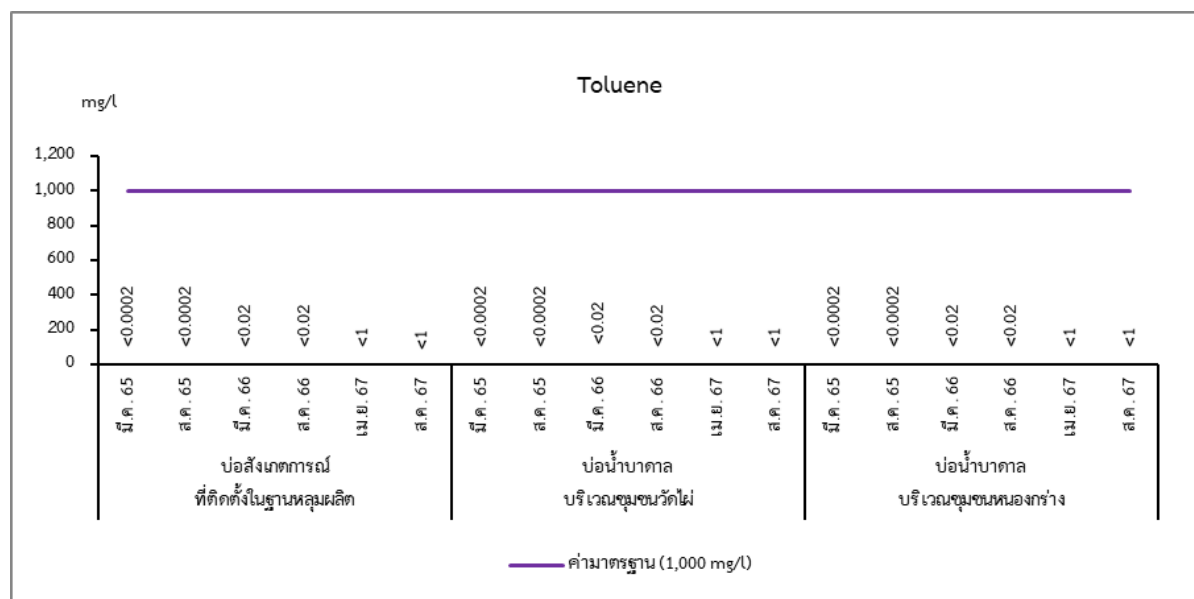 Toluene
mg/l
1,200
1,000
800
600
400
200
0
<0.0002 <0.0002 <0.02 <0.02 <1 <1 <0.0002 <0.0002 <0.02 <0.02 <1 <1 <0.0002 <0.0002 <0.02 <0.02 <1 <1
มี.ค. 65 ส.ค. 65 มี.ค. 66 ส.ค. 66 เม.ย. 67 ส.ค. 67 มี.ค. 65 ส.ค. 65 มี.ค. 66 ส.ค. 66 เม.ย. 67 ส.ค. 67 มี.ค. 65 ส.ค. 65 มี.ค. 66 ส.ค. 66 เม.ย. 67 ส.ค. 67
บ่อสังเกตการณ์
ที่ติดตั้งในฐานหลุมผลิต
บ่อน้ำบาดาล
บริเวณชุมชนวัดไผ่
บ่อน้ำบาดาล
บริเวณชุมชนหนองกร่าง
ค่ามาตรฐาน (1,000 mg/l)